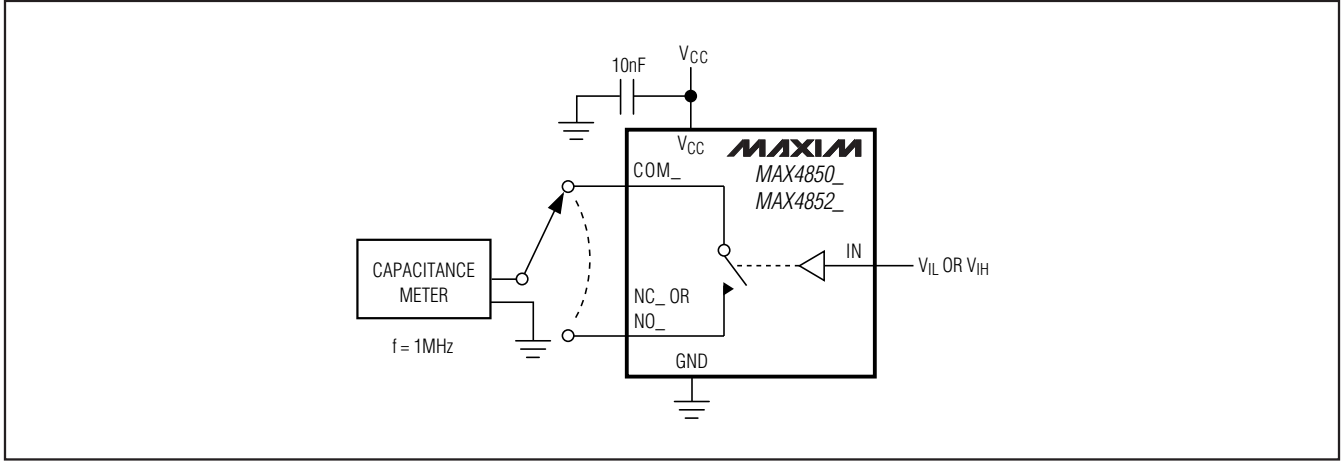 VCC
10nF
VCC
MAXIM
COM_
MAX4850_
MAX4852_
IN
VIL OR VIH
CAPACITANCE
METER
NC_ OR
NO_
f = 1MHz
GND